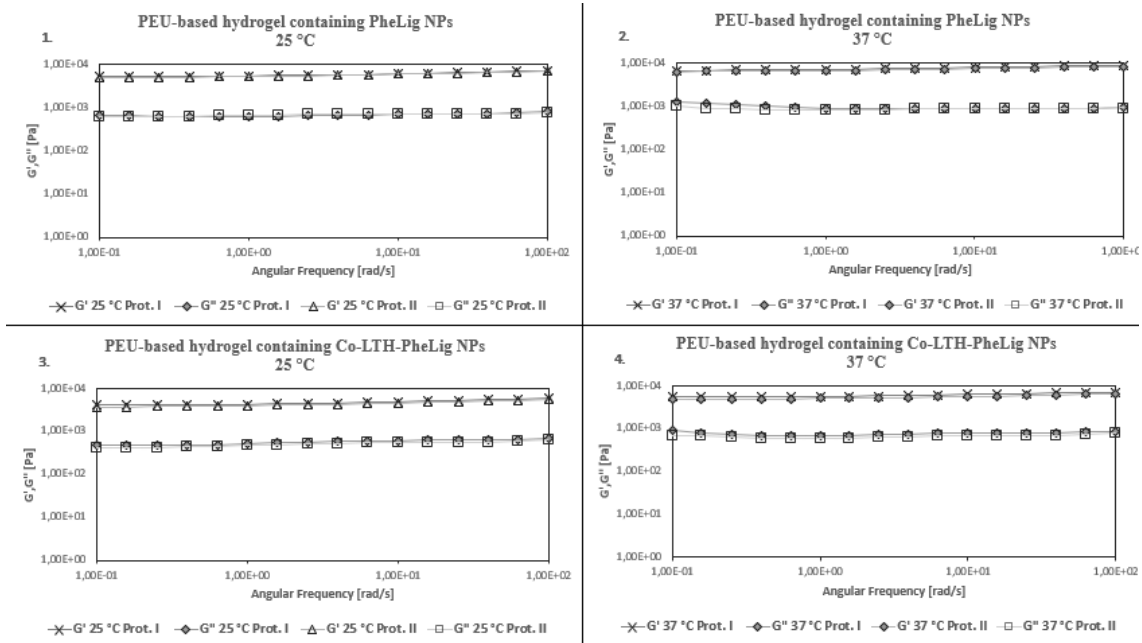 1.
PEU-based hydrogel containing PheLig NPs
25 °C
1,00E+04
1,00E+03
1,00E+02
1,00E+01
1,00E+00
G',G'' [Pa]
1,00E-01 1,00E+00 1,00E+01 1,00E+02
Angular Frequency [rad/s]
G' 25 °C Prot. I G'' 25 °C Prot. I G' 25 °C Prot. II G'' 25 °C Prot. II
2.
PEU-based hydrogel containing PheLig NPs
37 °C
1,00E+04
1,00E+03
1,00E+02
1,00E+01
1,00E+00
G',G'' [Pa]
1,00E-01 1,00E+00 1,00E+01
Angular Frequency [rad/s]
G' 37 °C Prot. I G'' 37 °C Prot. I G' 37 °C Prot. II G'' 37 °C Prot. II
3.
PEU-based hydrogel containing Co-LTH-PheLig NPs
25 °C
1,00E+04
1,00E+03
1,00E+02
1,00E+01
1,00E+00
G',G'' [Pa]
1,00E-01 1,00E+00 1,00E+01 1,00E+02
Angular Frequency [rad/s]
G' 25 °C Prot. I G'' 25 °C Prot. I G' 25 °C Prot. II G'' 25 °C Prot. II
4.
PEU-based hydrogel containing Co-LTH-PheLig NPs
37 °C
1,00E+04
1,00E+03
1,00E+02
1,00E+01
1,00E+00
G',G'' [Pa]
1,00E-01 1,00E+00 1,00E+01 1,00E+02
Angular Frequency [rad/s]
G' 37 °C Prot. I G'' 37 °C Prot. I G' 37 °C Prot. II G'' 37 °C Prot. II